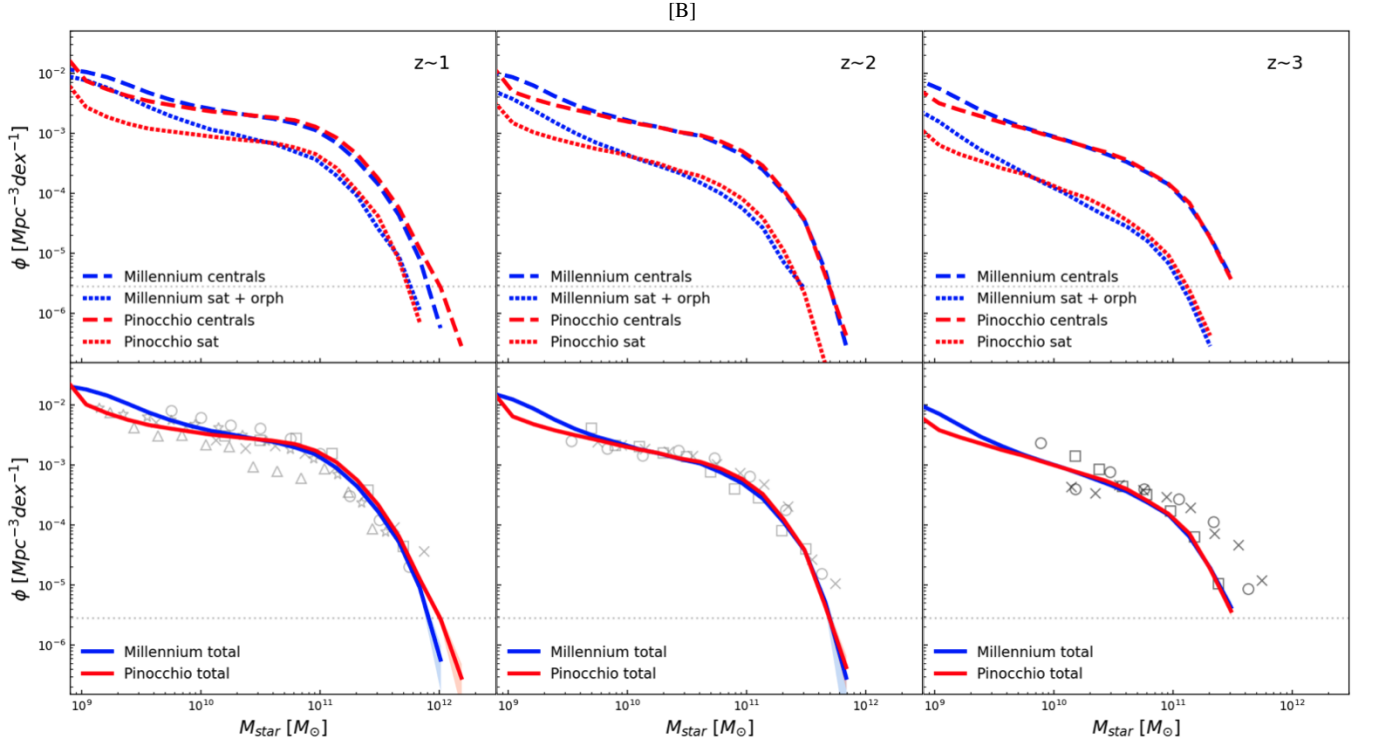 [B]
z~1
z~2
z~3
10⁻²
10⁻³
10⁻⁴
10⁻⁵
10⁻⁶
ϕ [Mpc⁻³dex⁻¹]
Millennium centrals
Millennium sat + orph
Pinocchio centrals
Pinocchio sat
Millennium centrals
Millennium sat + orph
Pinocchio centrals
Pinocchio sat
Millennium centrals
Millennium sat + orph
Pinocchio centrals
Pinocchio sat
10⁻²
10⁻³
10⁻⁴
10⁻⁵
10⁻⁶
ϕ [Mpc⁻³dex⁻¹]
Millennium total
Pinocchio total
Millennium total
Pinocchio total
Millennium total
Pinocchio total
10⁹ 10¹⁰ 10¹¹ 10¹² 10⁹ 10¹⁰ 10¹¹ 10¹² 10⁹ 10¹⁰ 10¹¹ 10¹²
M_star [M_⊙] M_star [M_⊙] M_star [M_⊙]